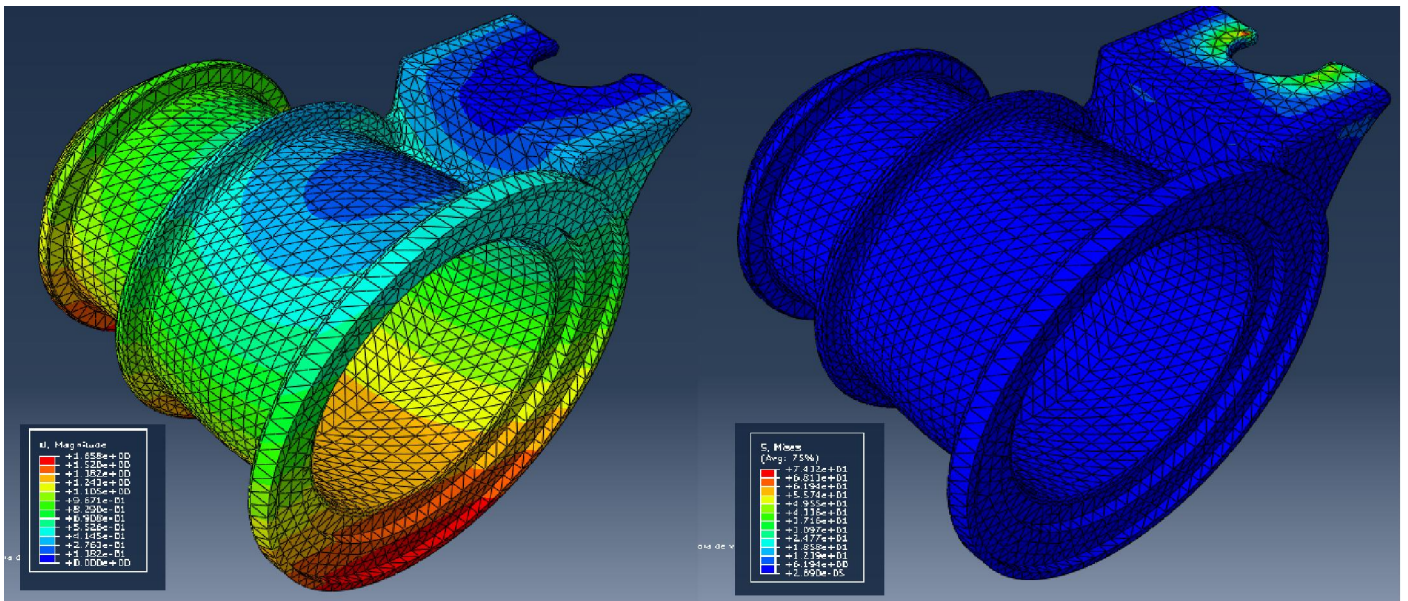 U, Magnitude
+1.658e+00
+1.520e+00
+1.382e+00
+1.243e+00
+1.105e+00
+9.671e-01
+8.290e-01
+6.908e-01
+5.526e-01
+4.145e-01
+2.763e-01
+1.382e-01
+0.000e+00
S, Mises
(Avg: 75%)
+7.432e+01
+6.813e+01
+6.194e+01
+5.574e+01
+4.955e+01
+4.336e+01
+3.716e+01
+3.097e+01
+2.477e+01
+1.858e+01
+1.239e+01
+6.194e+00
+2.890e-05